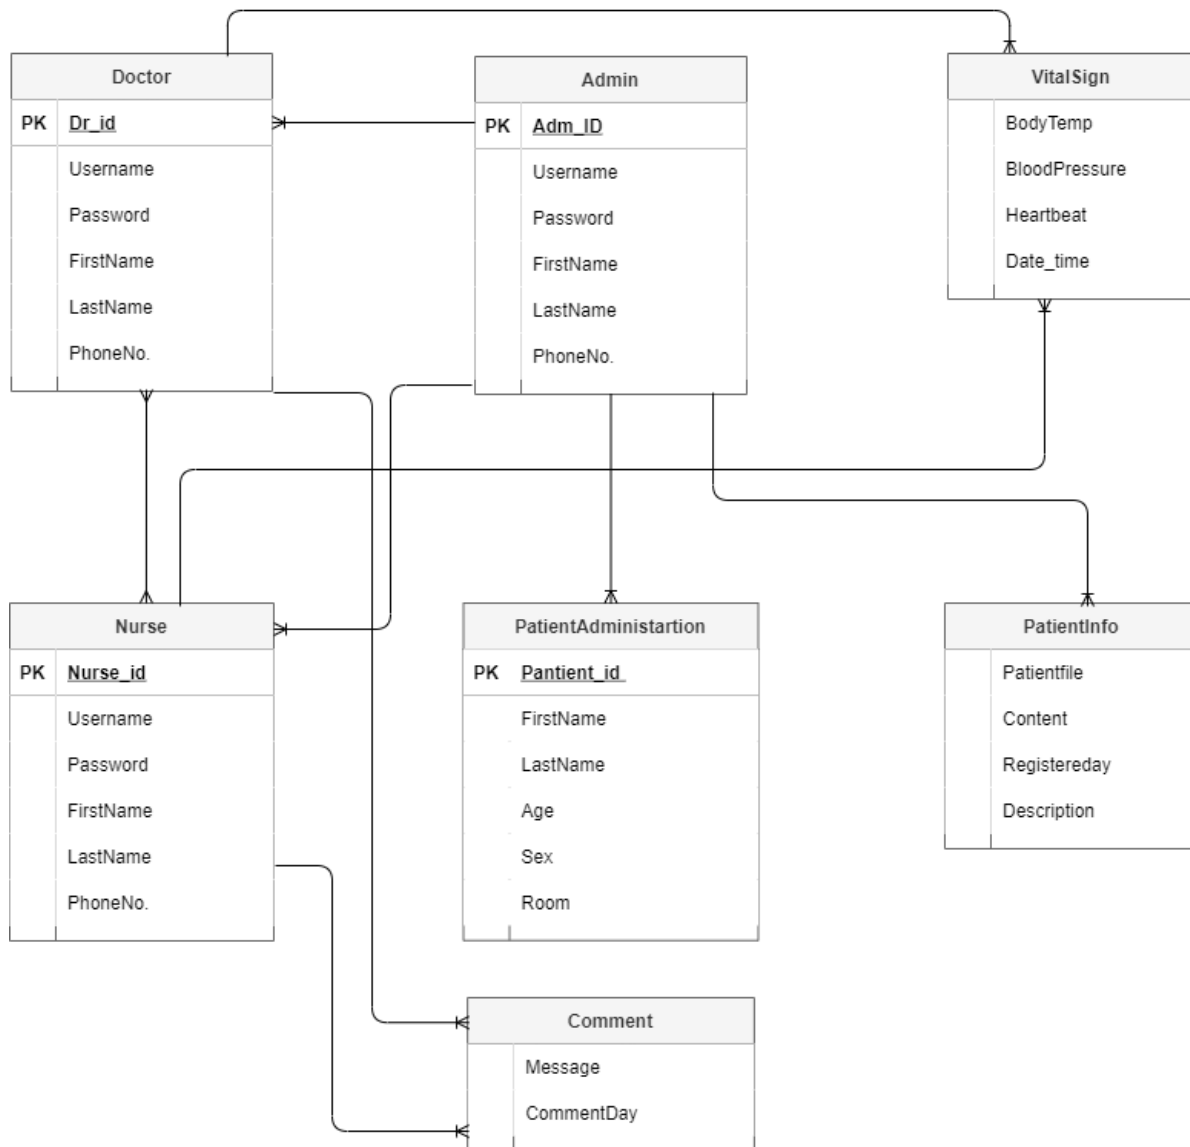 Doctor
PK Dr_id
Username
Password
FirstName
LastName
PhoneNo.
Admin
PK Adm_ID
Username
Password
FirstName
LastName
PhoneNo.
VitalSign
BodyTemp
BloodPressure
Heartbeat
Date_time
Nurse
PK Nurse_id
Username
Password
FirstName
LastName
PhoneNo.
PatientAdministartion
PK Pantient_id
FirstName
LastName
Age
Sex
Room
PatientInfo
Patientfile
Content
Registereday
Description
Comment
Message
CommentDay